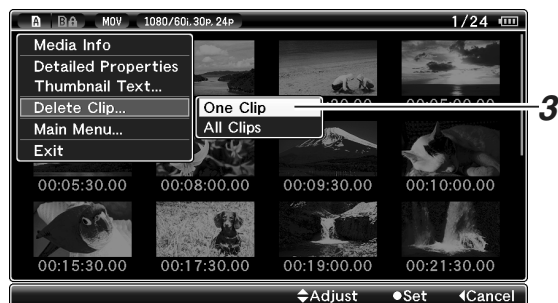 A BA MOV 1080/60i.30P.24P 1/24
Media Info
Detailed Properties
Thumbnail Text...
Delete Clip...
Main Menu...
Exit
One Clip
All Clips
3
00:05:00.00
00:05:30.00 00:08:00.00 00:09:30.00 00:10:00.00
00:15:30.00 00:17:30.00 00:19:00.00 00:21:30.00
Adjust Set Cancel